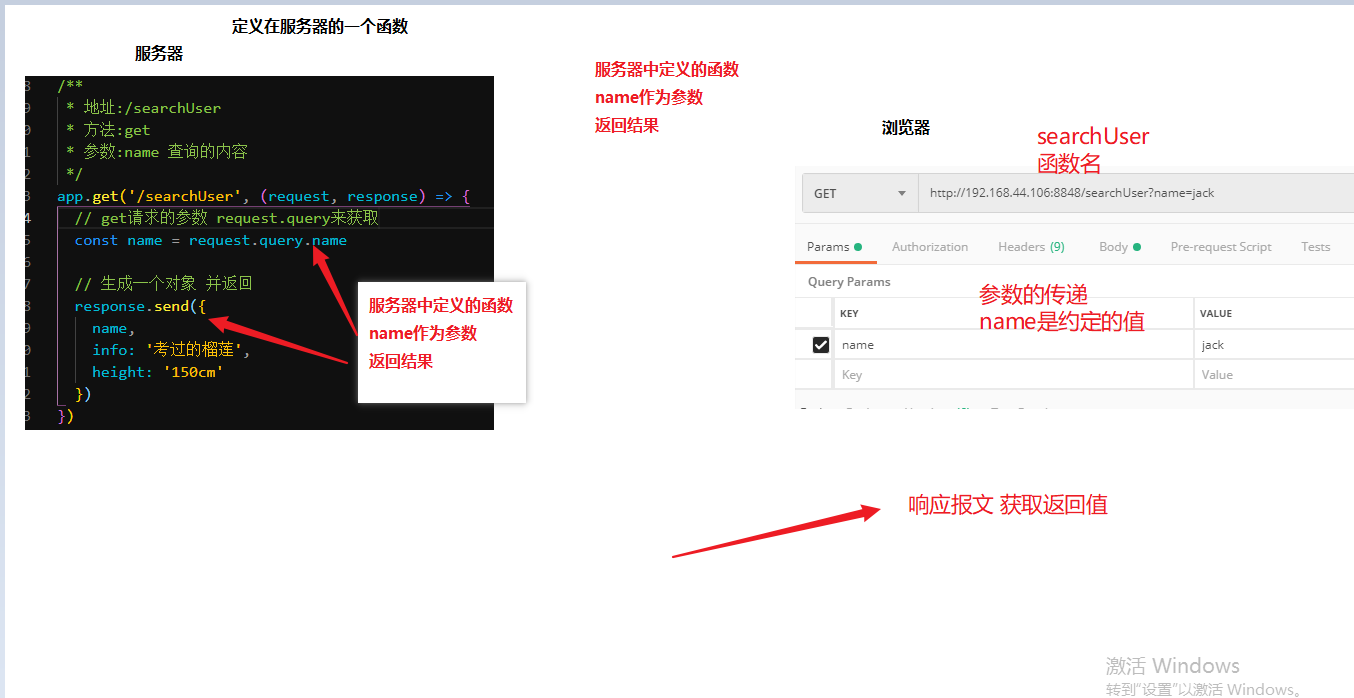 定义在服务器的一个函数
服务器
/**
* 地址:/searchUser
* 方法:get
* 参数:name 查询的内容
*/
app.get('/searchUser', (request, response) => {
// get请求的参数 request.query来获取
const name = request.query.name
// 生成一个对象 并返回
response.send({
name,
info: '考过的榴莲',
height: '150cm'
})
})
服务器中定义的函数
name作为参数
返回结果
服务器中定义的函数
name作为参数
返回结果
浏览器
searchUser
函数名
GET http://192.168.44.106:8848/searchUser?name=jack
Params Authorization Headers (9) Body Pre-request Script Tests
Query Params
参数的传递
name是约定的值
KEY VALUE
name jack
Key Value
响应报文 获取返回值
激活 Windows
转到"设置"以激活 Windows。